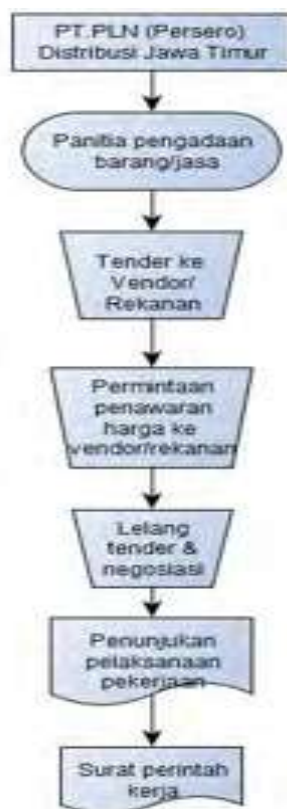 PT.PLN (Persero)
Distribusi Jawa Timur
Panitia pengadaan
barang/jasa
Tender ke
Vendor/
Rekanan
Permintaan
penawaran
harga ke
vendor/rekanan
Lelang
tender &
negosiasi
Penunjukan
pelaksanaan
pekerjaan
Surat perintah
kerja